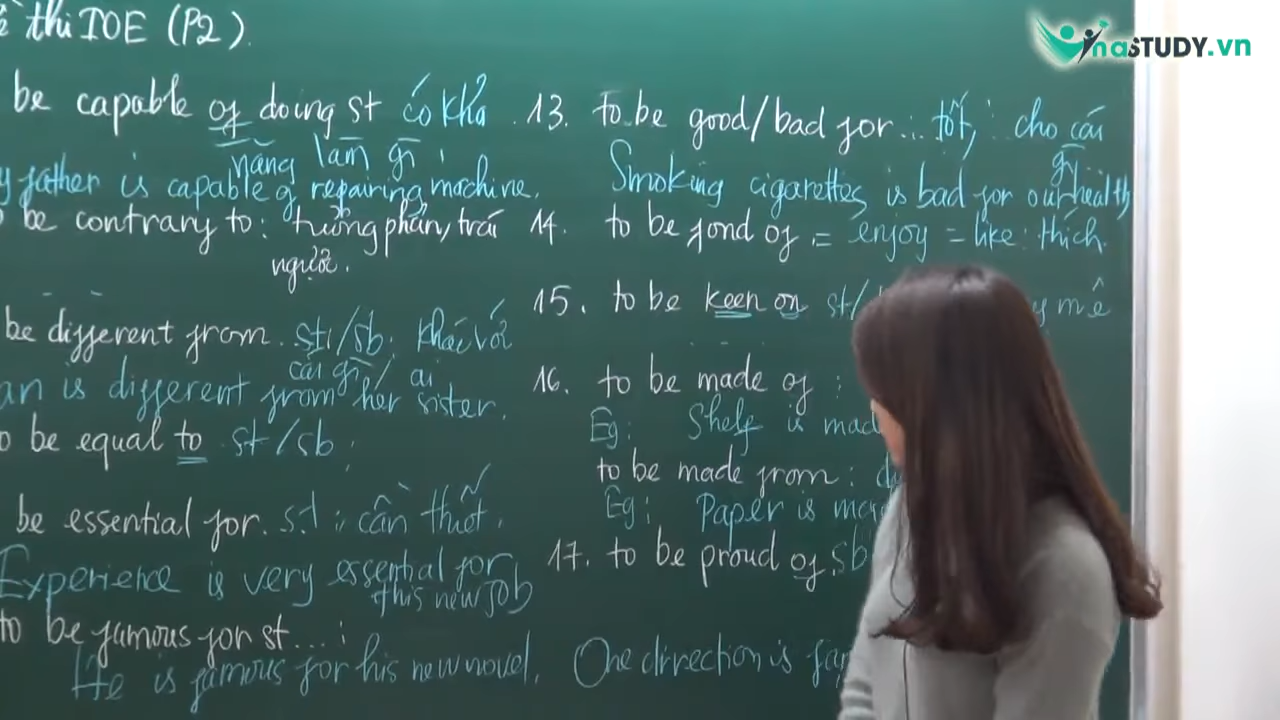 thi TOE (P2).
be capable of doing st có khả
năng làm gì
father is capable of repairing machine.
be contrary to: tương phản, trái
ngược.
be different from. st/sb: khác với
cái gì / ai
an is different from her sister.
be equal to st/sb :
be essential for. st : cần thiết.
Experience is very essential for
this new job
to be famous for st... :
He is famous for his new novel. One dirrection is
13. to be good/bad for... tốt, : cho cái
gì
Smoking cigarettes is bad for our health
14. to be fond of = enjoy = like : thích.
15. to be keen on st/ mê
16. to be made of :
Eg: Shelf is mad
to be made from :
Eg: Paper is
17. to be proud of sb
nastudy.vn